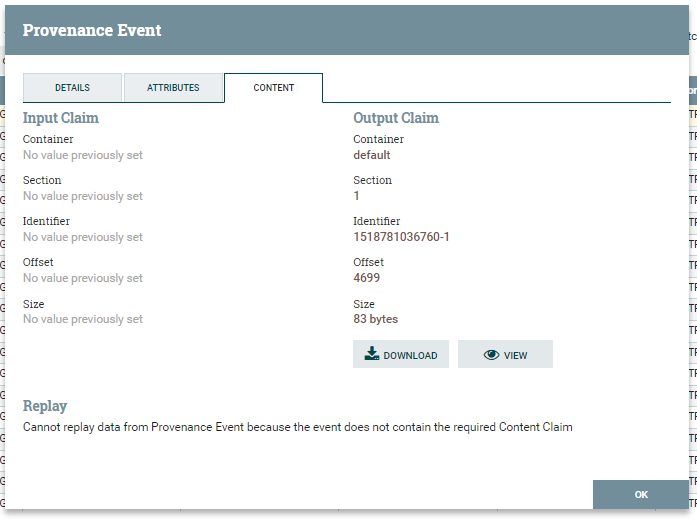 Provenance Event
DETAILS
ATTRIBUTES
CONTENT
Input Claim
Container
No value previously set
Section
No value previously set
Identifier
No value previously set
Offset
No value previously set
Size
No value previously set
Output Claim
Container
default
Section
1
Identifier
1518781036760-1
Offset
4699
Size
83 bytes
DOWNLOAD
VIEW
Replay
Cannot replay data from Provenance Event because the event does not contain the required Content Claim
OK